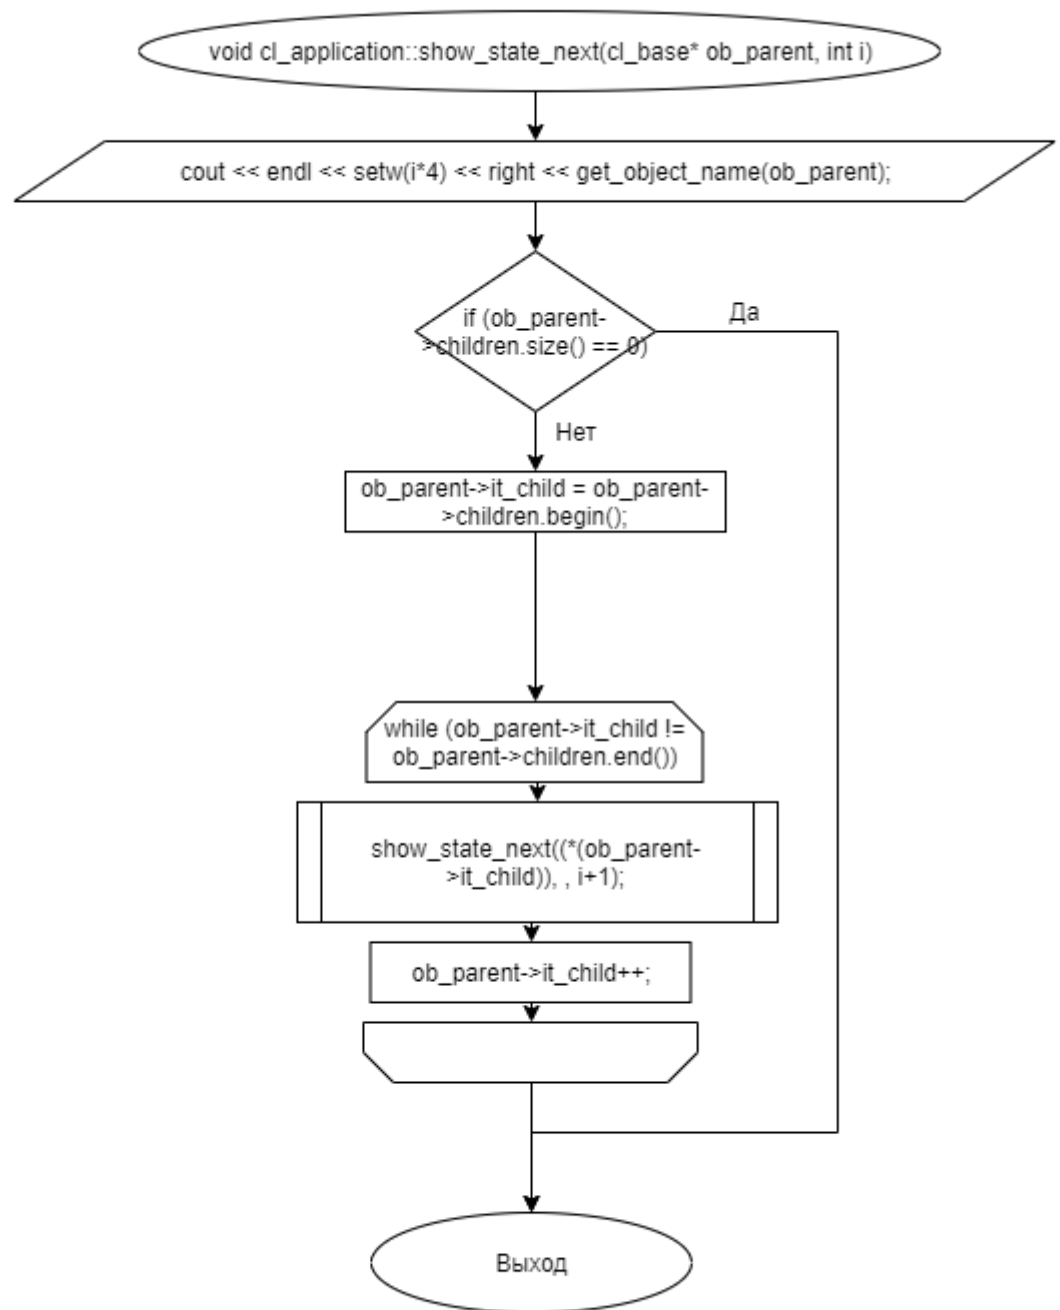 void cl_application::show_state_next(cl_base* ob_parent, int i)
cout << endl << setw(i*4) << right << get_object_name(ob_parent);
if (ob_parent-
>children.size() == 0)
Да
Нет
ob_parent->it_child = ob_parent-
>children.begin();
while (ob_parent->it_child !=
ob_parent->children.end())
show_state_next((*(ob_parent-
>it_child)), , i+1);
ob_parent->it_child++;
Выход